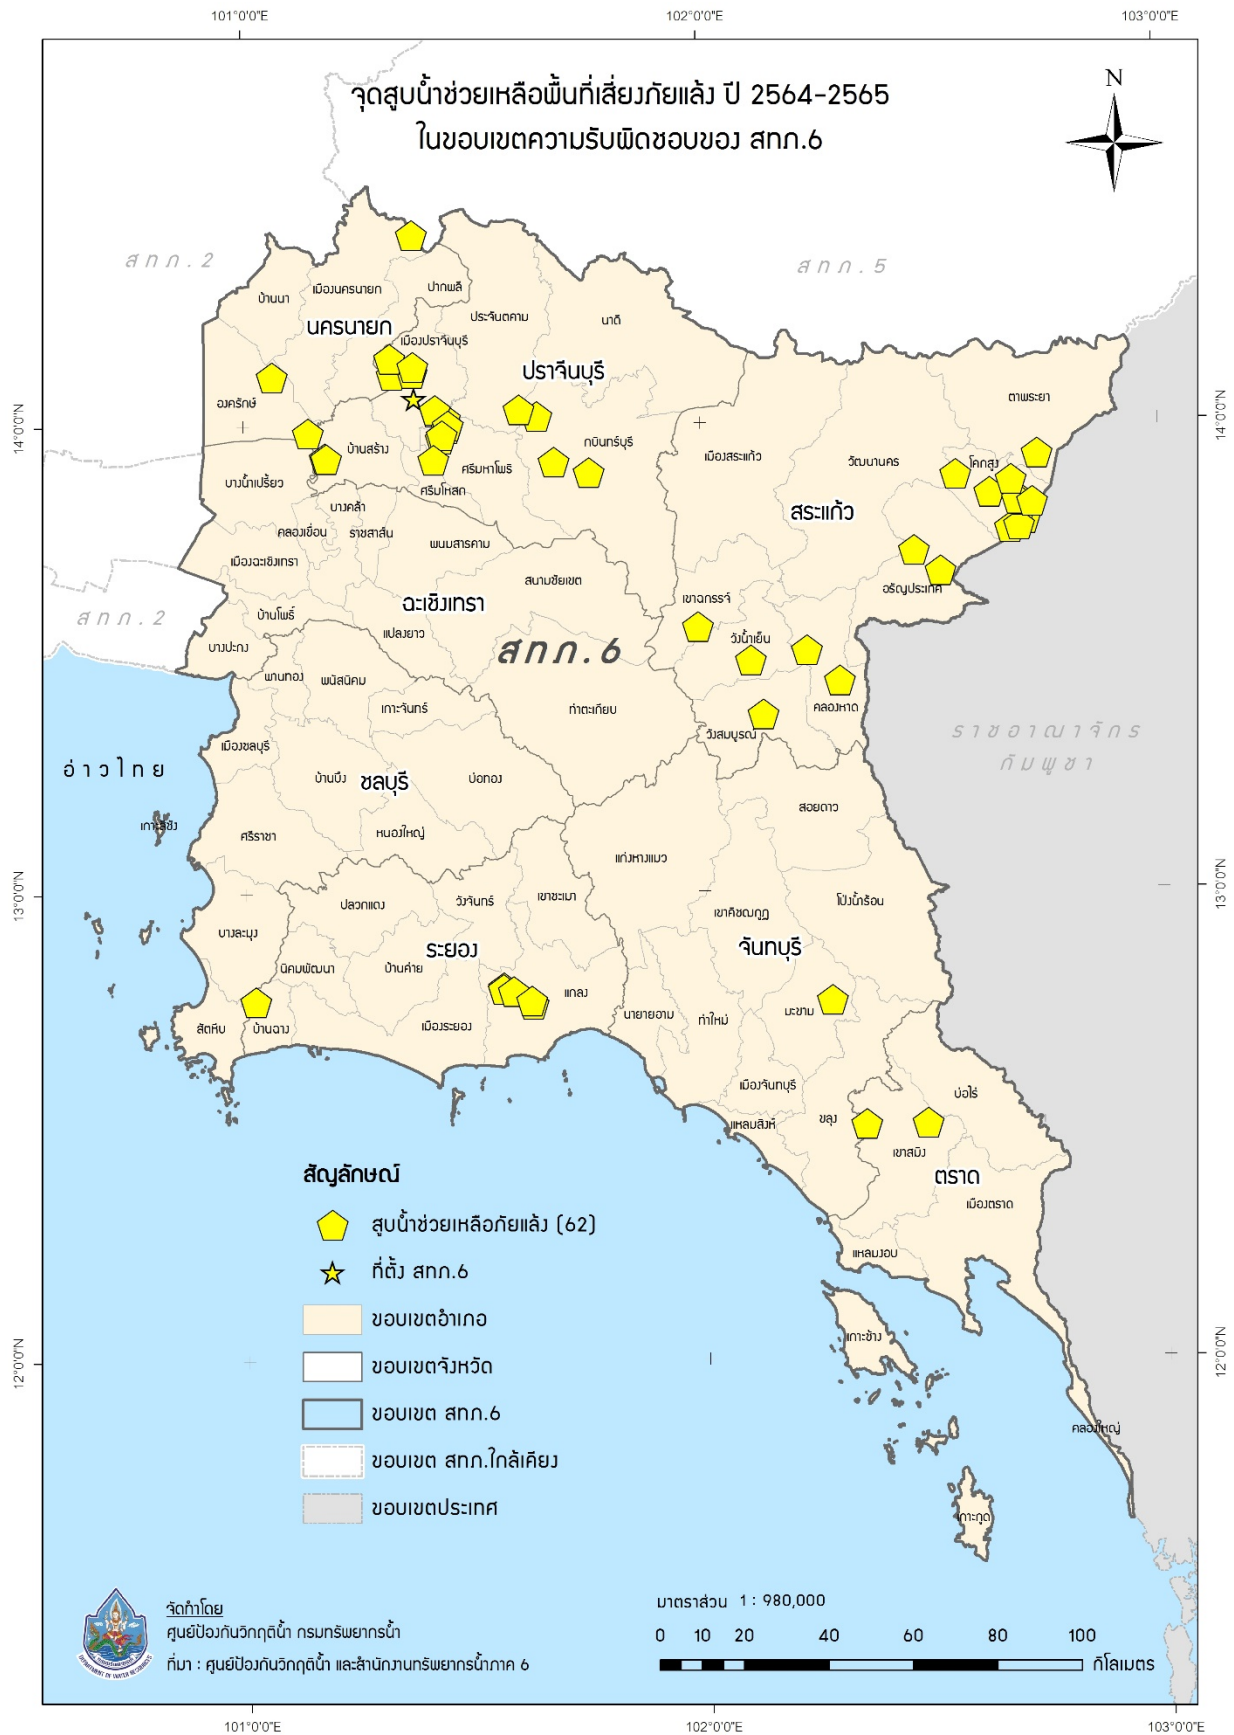 101°0'0"E
102°0'0"E
103°0'0"E
จุดสูบน้ำช่วยเหลือพื้นที่เสี่ยงภัยแล้ง ปี 2564-2565
ในขอบเขตความรับผิดชอบของ สทภ.6
N
สทภ.2
สทภ.5
บ้านนา
เมืองนครนายก
ปากพลี
ประจันตคาม
นาดี
นครนายก
เมืองปราจีนบุรี
ปราจีนบุรี
องครักษ์
ตาพระยา
14°0'0"N
14°0'0"N
บ้านสร้าง
กบินทร์บุรี
เมืองสระแก้ว
วัฒนานคร
โคกสูง
บางน้ำเปรี้ยว
ศรีมหาโพธิ
ศรีมโหสถ
สระแก้ว
บางคล้า
คลองเขื่อน
ราชสาส์น
พนมสารคาม
เมืองฉะเชิงเทรา
สนามชัยเขต
อรัญประเทศ
ฉะเชิงเทรา
เขาฉกรรจ์
สทภ.2
บ้านโพธิ์
แปลงยาว
วังน้ำเย็น
สทภ.6
บางปะกง
พานทอง
พนัสนิคม
เกาะจันทร์
ท่าตะเกียบ
คลองหาด
วังสมบูรณ์
ราชอาณาจักร
กัมพูชา
เมืองชลบุรี
อ่าวไทย
บ้านบึง
ชลบุรี
บ่อทอง
สอยดาว
เกาะสีชัง
ศรีราชา
หนองใหญ่
แก่งหางแมว
13°0'0"N
13°0'0"N
ปลวกแดง
วังจันทร์
เขาชะเมา
โป่งน้ำร้อน
เขาคิชฌกูฏ
บางละมุง
ระยอง
จันทบุรี
นิคมพัฒนา
บ้านค่าย
แกลง
มะขาม
สัตหีบ
บ้านฉาง
เมืองระยอง
นายายอาม
ท่าใหม่
เมืองจันทบุรี
บ่อไร่
แหลมสิงห์
ขลุง
เขาสมิง
ตราด
เมืองตราด
แหลมงอบ
เกาะช้าง
12°0'0"N
12°0'0"N
คลองใหญ่
เกาะกูด
สัญลักษณ์
สูบน้ำช่วยเหลือภัยแล้ง (62)
ที่ตั้ง สทภ.6
ขอบเขตอำเภอ
ขอบเขตจังหวัด
ขอบเขต สทภ.6
ขอบเขต สทภ.ใกล้เคียง
ขอบเขตประเทศ
จัดทำโดย
ศูนย์ป้องกันวิกฤติน้ำ กรมทรัพยากรน้ำ
ที่มา : ศูนย์ป้องกันวิกฤติน้ำ และสำนักงานทรัพยากรน้ำภาค 6
DEPARTMENT OF WATER RESOURCES
มาตราส่วน 1 : 980,000
0 10 20 40 60 80 100
กิโลเมตร
101°0'0"E
102°0'0"E
103°0'0"E